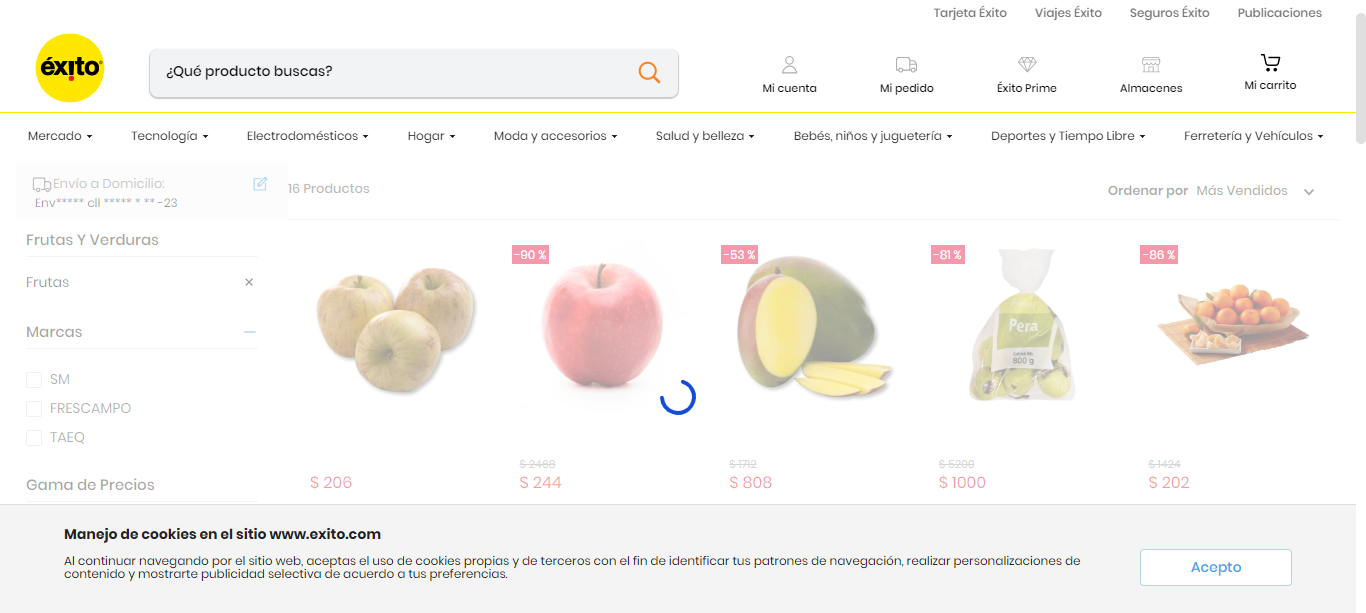 Tarjeta Éxito Viajes Éxito Seguros Éxito Publicaciones
éxito
¿Qué producto buscas?
Mi cuenta Mi pedido Éxito Prime Almacenes Mi carrito
Mercado Tecnología Electrodomésticos Hogar Moda y accesorios Salud y belleza Bebés, niños y juguetería Deportes y Tiempo Libre Ferretería y Vehículos
Envío a Domicilio:
Env***** cll ***** * ** -23
16 Productos
Ordenar por Más Vendidos
Frutas Y Verduras
Frutas
Marcas
SM
FRESCAMPO
TAEQ
Gama de Precios
-90 % -53 % -81 % -86 %
Pera
800 g
$ 2468 $ 1712 $ 5200 $ 1424
$ 206 $ 244 $ 808 $ 1000 $ 202
Manejo de cookies en el sitio www.exito.com
Al continuar navegando por el sitio web, aceptas el uso de cookies propias y de terceros con el fin de identificar tus patrones de navegación, realizar personalizaciones de
contenido y mostrarte publicidad selectiva de acuerdo a tus preferencias.
Acepto